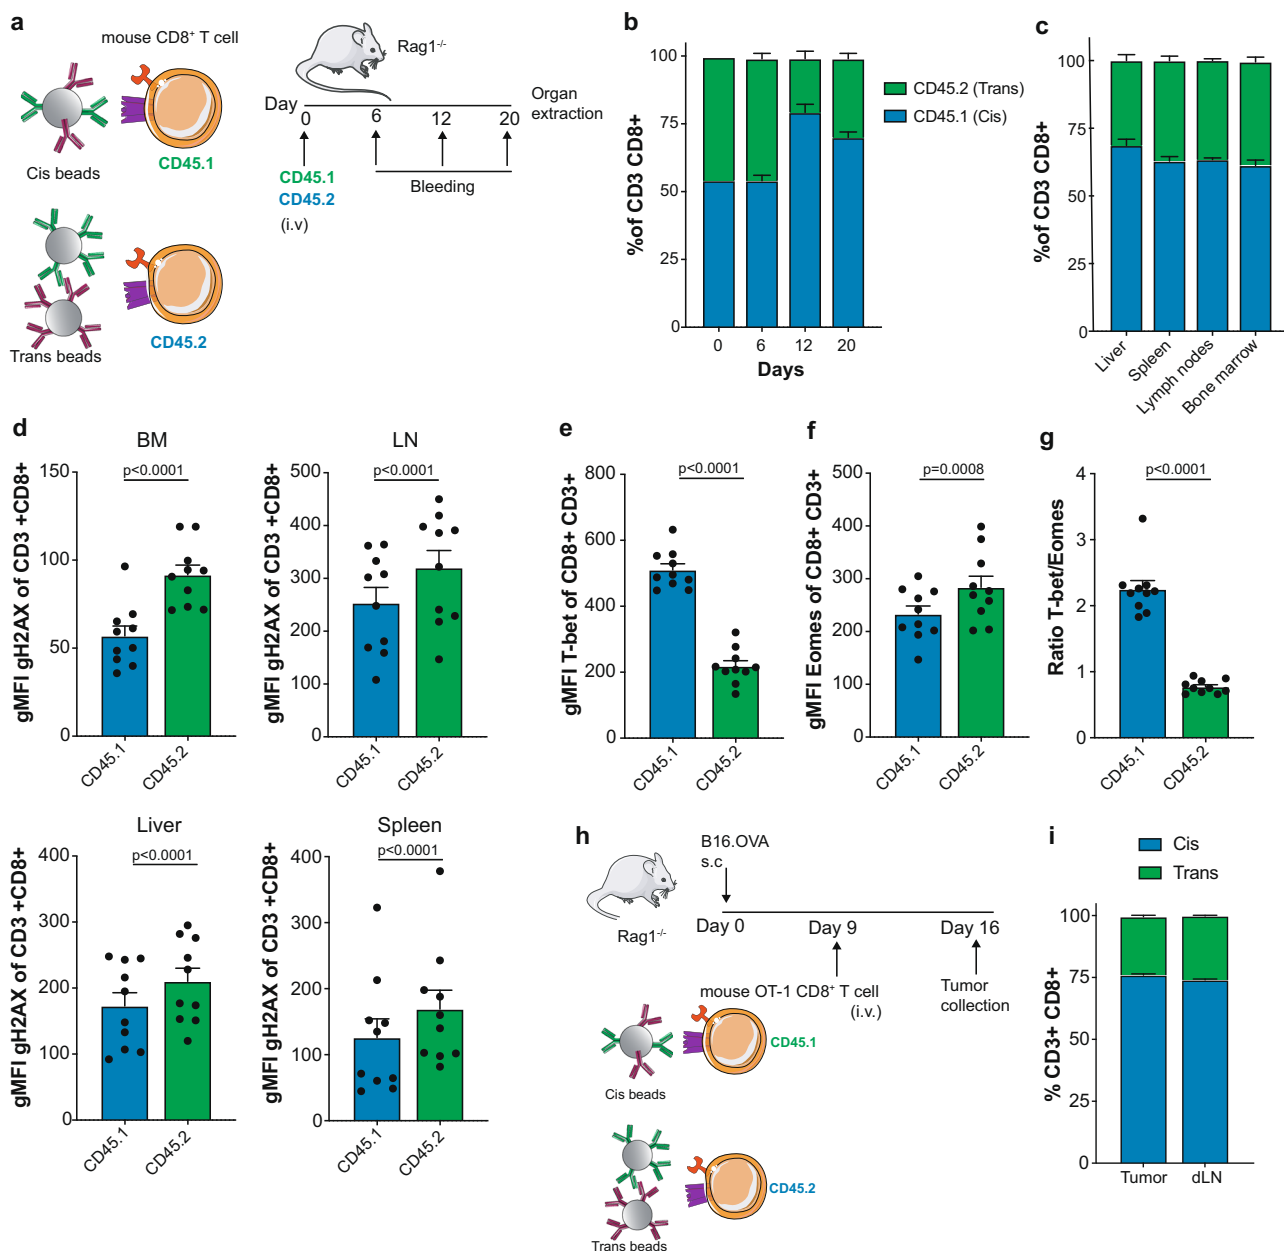 a
mouse CD8⁺ T cell
Cis beads
CD45.1
Trans beads
CD45.2
Rag1⁻/⁻
Day
0
6
12
20
Organ
extraction
CD45.1
CD45.2
(i.v)
Bleeding
b
%of CD3 CD8+
100
75
50
25
0
0
6
12
20
Days
CD45.2 (Trans)
CD45.1 (Cis)
c
%of CD3 CD8+
100
75
50
25
0
Liver
Spleen
Lymph nodes
Bone marrow
d
BM
p<0.0001
gMFI gH2AX of CD3 +CD8+
150
100
50
0
CD45.1
CD45.2
LN
p<0.0001
gMFI gH2AX of CD3 +CD8+
500
400
300
200
100
0
CD45.1
CD45.2
Liver
p<0.0001
gMFI gH2AX of CD3 +CD8+
400
300
200
100
0
CD45.1
CD45.2
Spleen
p<0.0001
gMFI gH2AX of CD3 +CD8+
400
300
200
100
0
CD45.1
CD45.2
e
p<0.0001
gMFI T-bet of CD8+ CD3+
800
600
400
200
0
CD45.1
CD45.2
f
p=0.0008
gMFI Eomes of CD8+ CD3+
500
400
300
200
100
0
CD45.1
CD45.2
g
p<0.0001
Ratio T-bet/Eomes
4
3
2
1
0
CD45.1
CD45.2
h
B16.OVA
s.c
Rag1⁻/⁻
Day 0
Day 9
Day 16
mouse OT-1 CD8⁺ T cell
(i.v.)
Tumor
collection
CD45.1
Cis beads
CD45.2
Trans beads
i
Cis
Trans
% CD3+ CD8+
100
75
50
25
0
Tumor
dLN